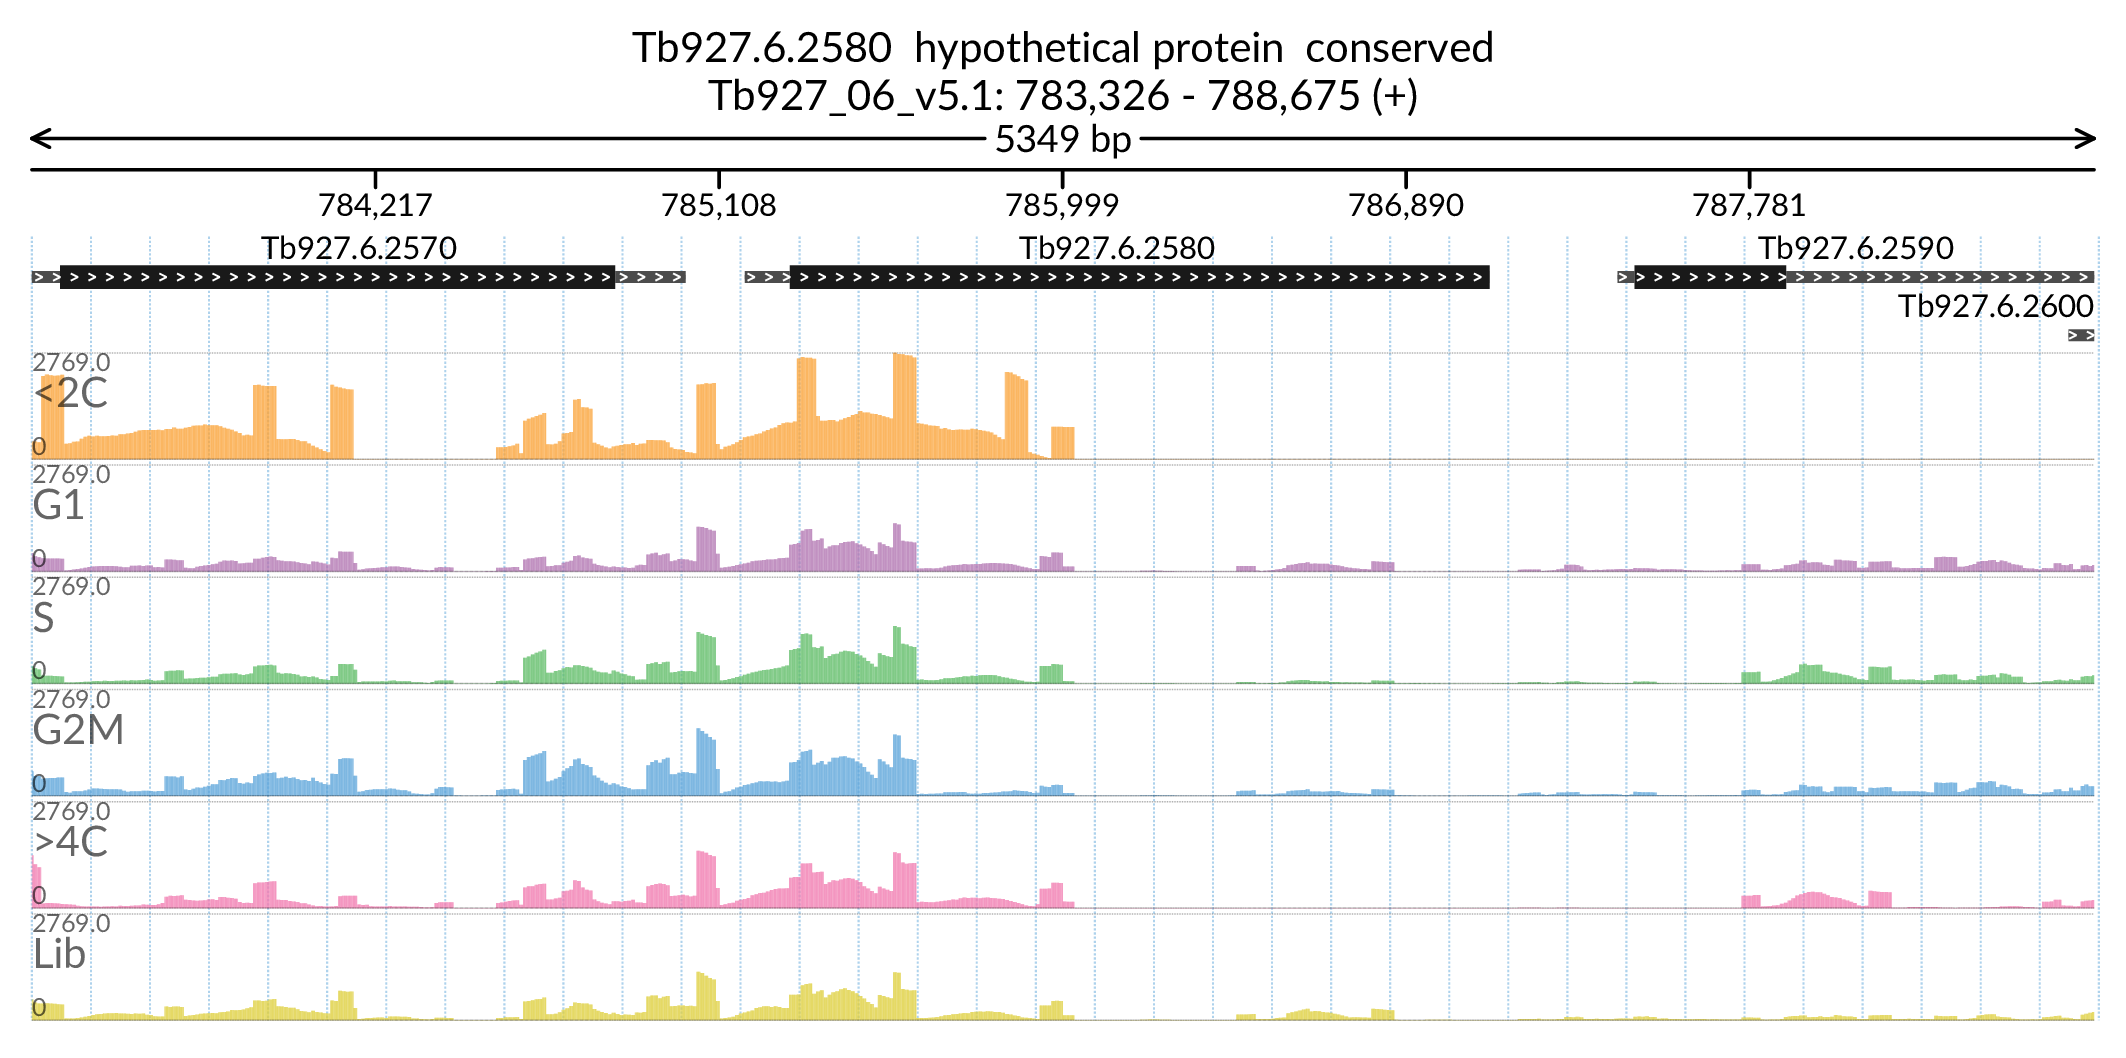 Tb927.6.2580  hypothetical protein  conserved
Tb927_06_v5.1: 783,326 - 788,675 (+)
5349 bp
784,217 785,108 785,999 786,890 787,781
Tb927.6.2570 Tb927.6.2580 Tb927.6.2590
Tb927.6.2600
2769.0
<2C
0
2769.0
G1
0
2769.0
S
0
2769.0
G2M
0
2769.0
>4C
0
2769.0
Lib
0